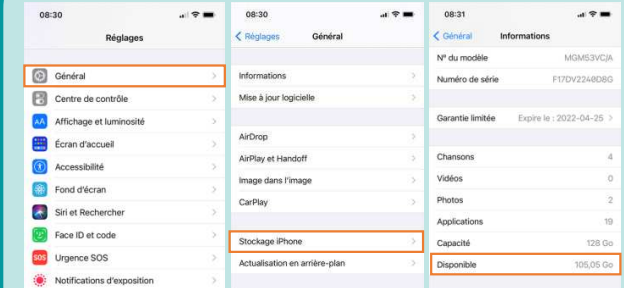 08:30
Réglages
Général
Centre de contrôle
Affichage et luminosité
AA
Écran d'accueil
Accessibilité
Fond d'écran
Siri et Rechercher
Face ID et code
SOS
Urgence SOS
Notifications d'exposition
08:30
Réglages Général
Informations
Mise à jour logicielle
AirDrop
AirPlay et Handoff
Image dans l'image
CarPlay
Stockage iPhone
Actualisation en arrière-plan
08:31
Général Informations
N° du modèle MGM53VC/A
Numéro de série F17DV2240D8G
Garantie limitée Expire le : 2022-04-25
Chansons 4
Vidéos 0
Photos 2
Applications 19
Capacité 128 Go
Disponible 105,05 Go